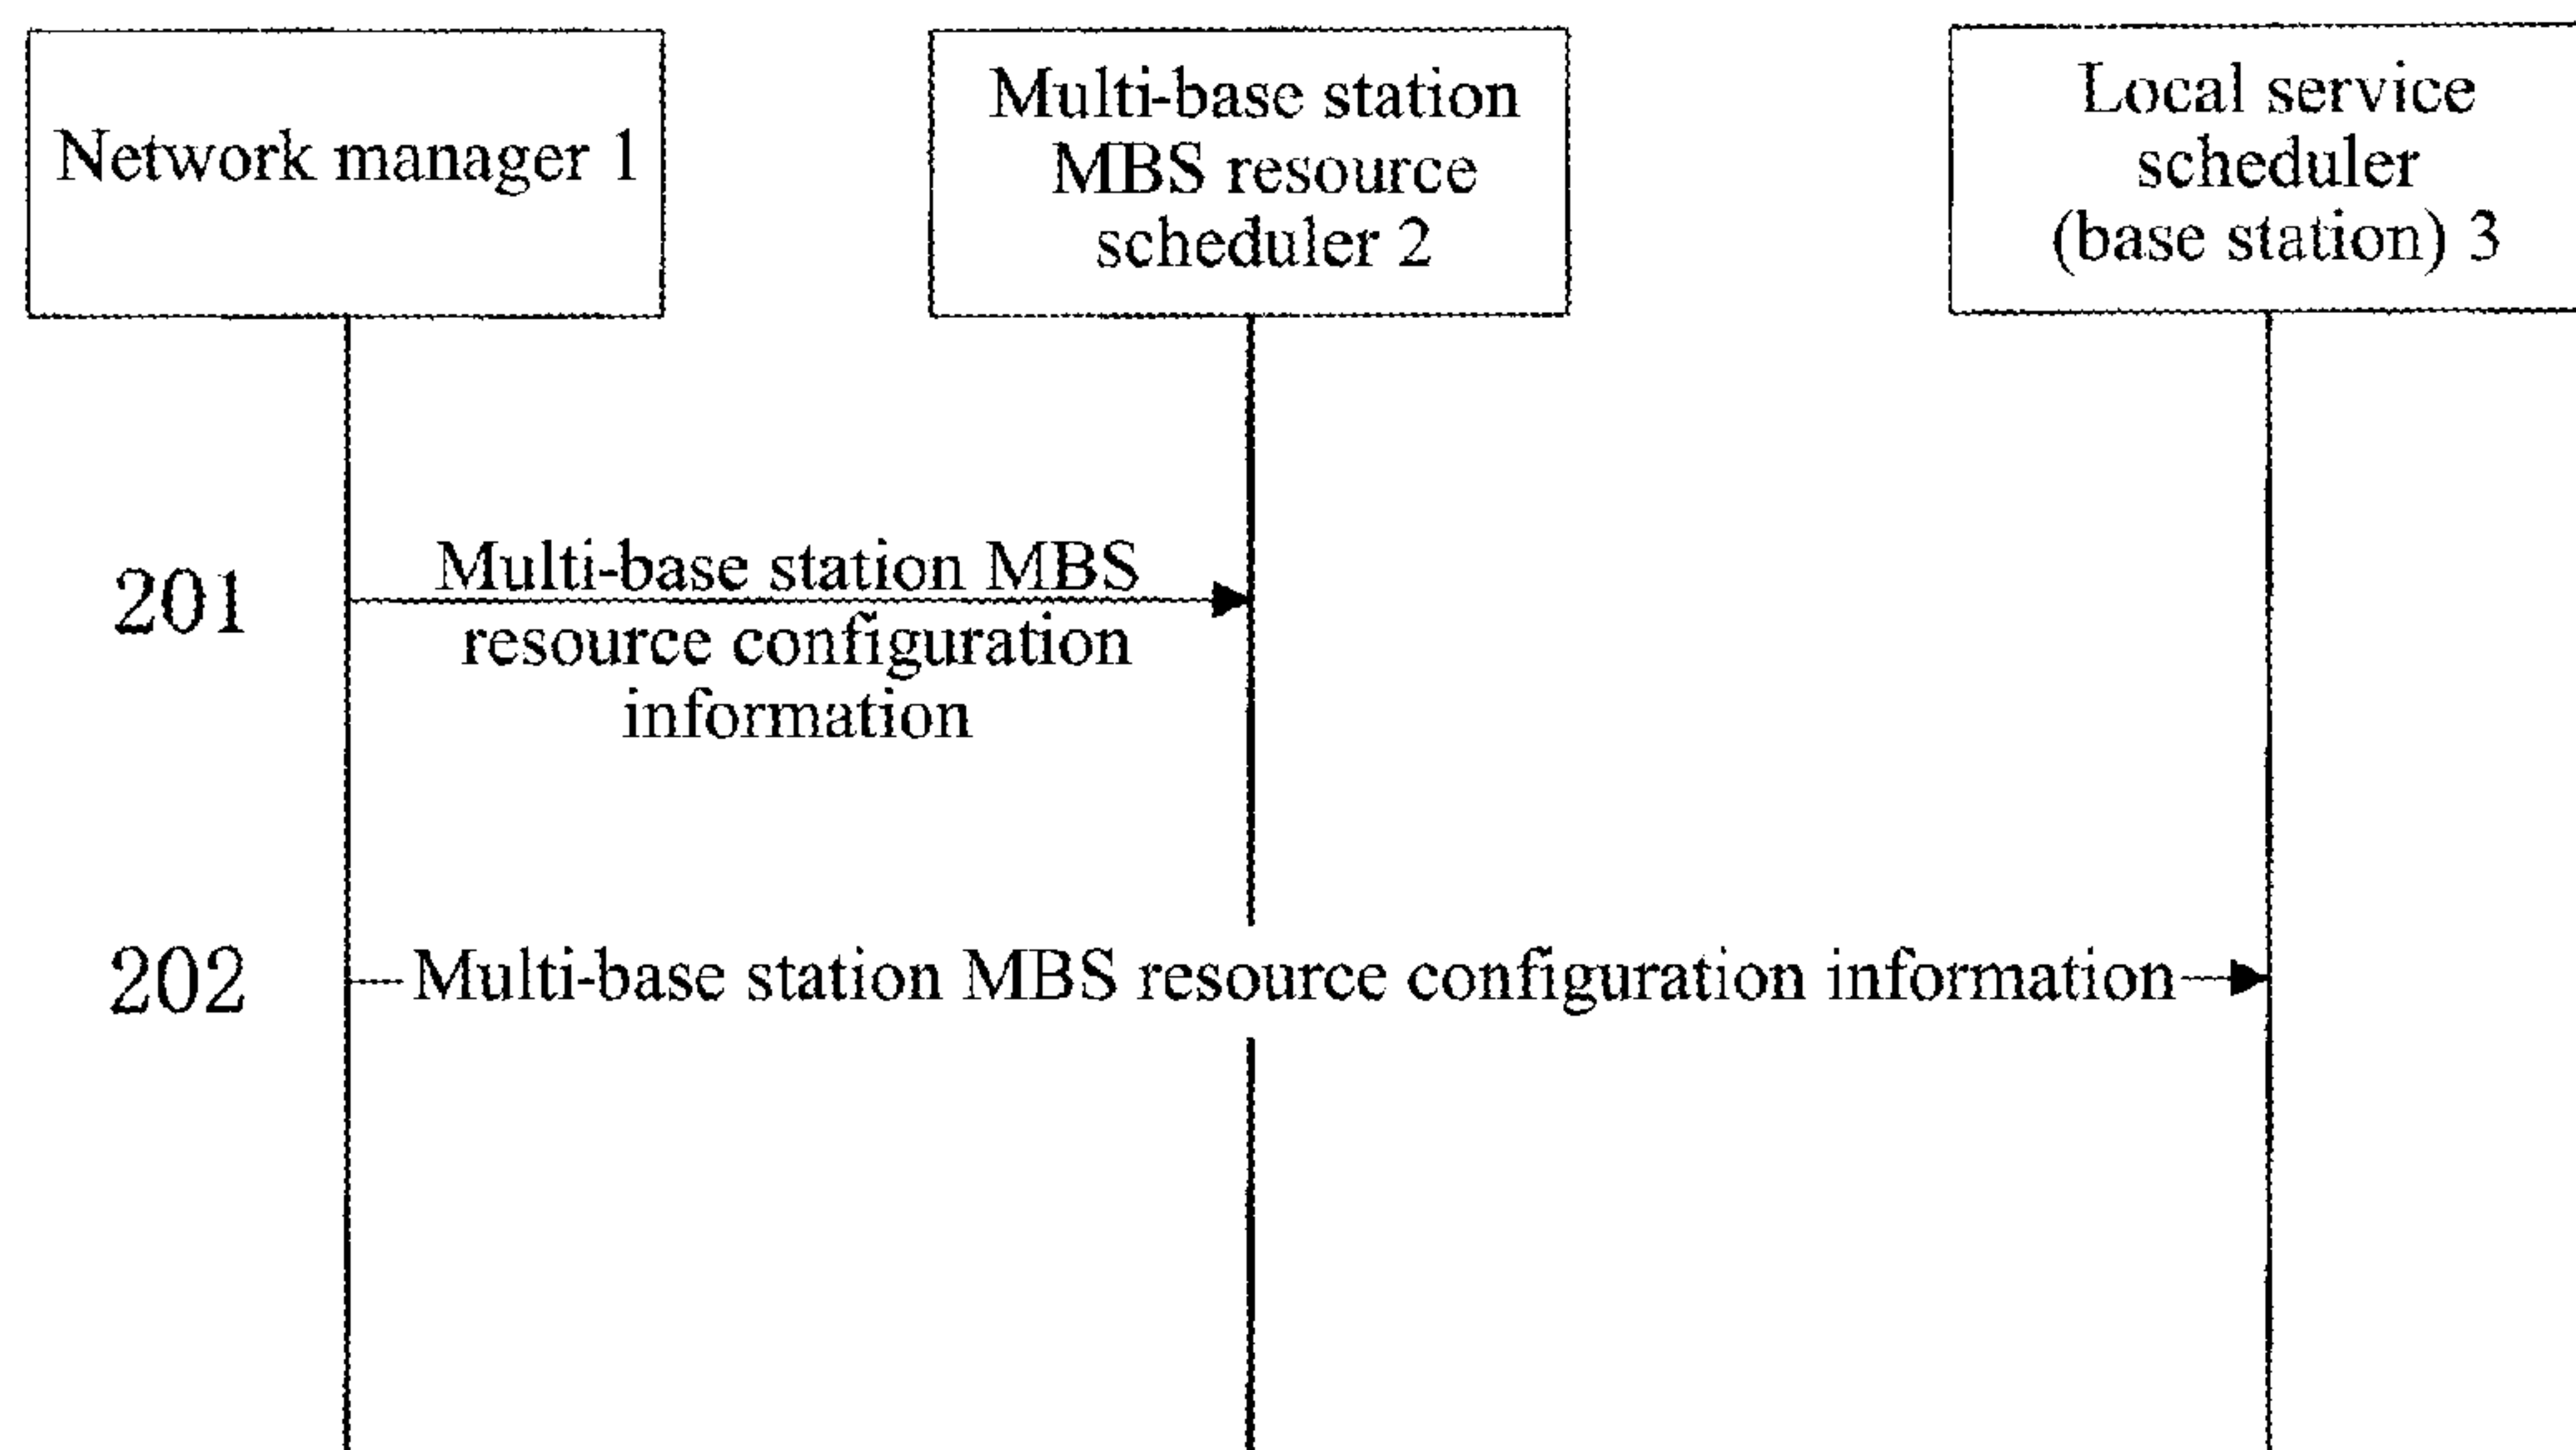 Network manager 1
Multi-base station
MBS resource
scheduler 2
Local service
scheduler
(base station) 3
201
Multi-base station MBS
resource configuration
information
202
Multi-base station MBS resource configuration information